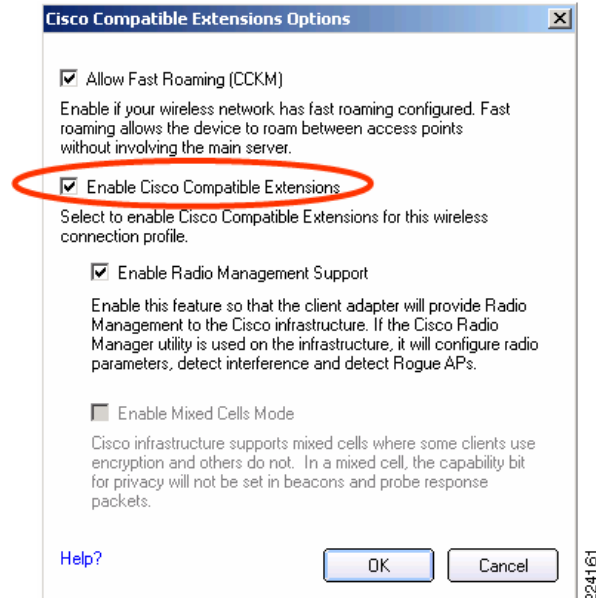 Cisco Compatible Extensions Options
Allow Fast Roaming (CCKM)
Enable if your wireless network has fast roaming configured. Fast
roaming allows the device to roam between access points
without involving the main server.
Enable Cisco Compatible Extensions
Select to enable Cisco Compatible Extensions for this wireless
connection profile.
Enable Radio Management Support
Enable this feature so that the client adapter will provide Radio
Management to the Cisco infrastructure. If the Cisco Radio
Manager utility is used on the infrastructure, it will configure radio
parameters, detect interference and detect Rogue APs.
Enable Mixed Cells Mode
Cisco infrastructure supports mixed cells where some clients use
encryption and others do not. In a mixed cell, the capability bit
for privacy will not be set in beacons and probe response
packets.
Help?
OK
Cancel
224161